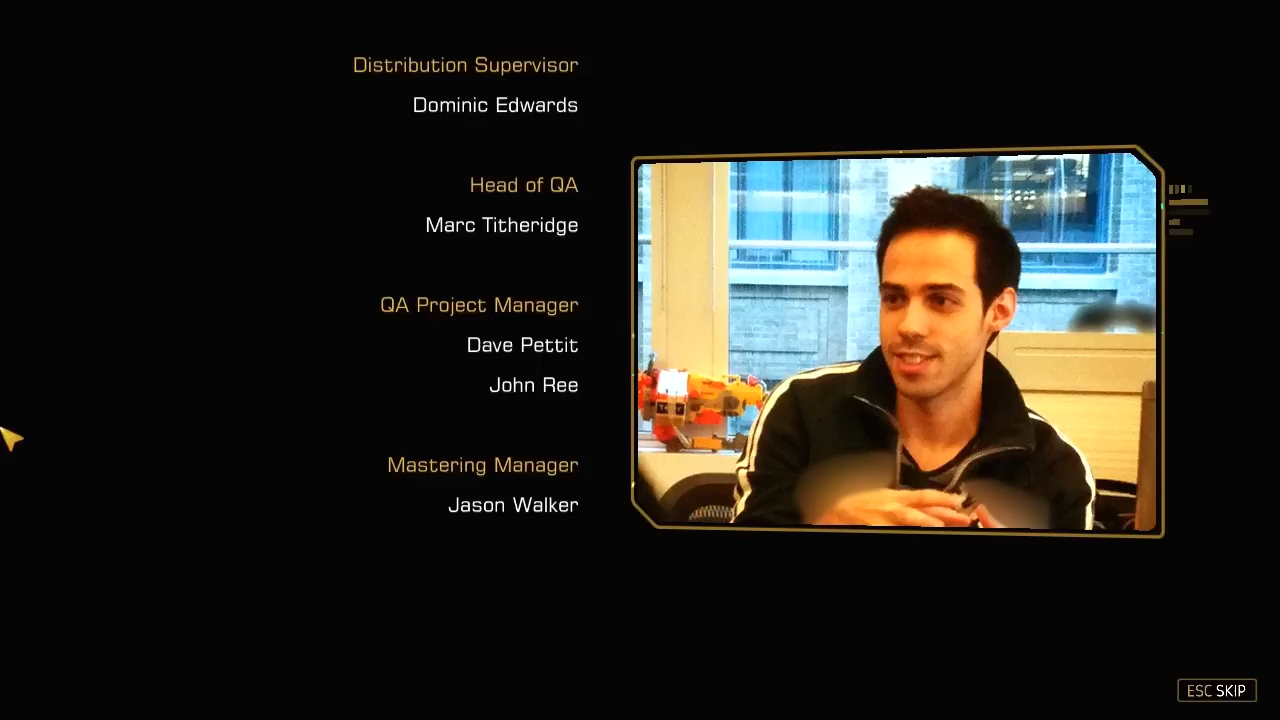 Distribution Supervisor
Dominic Edwards
Head of QA
Marc Titheridge
QA Project Manager
Dave Pettit
John Ree
Mastering Manager
Jason Walker
ESC SKIP